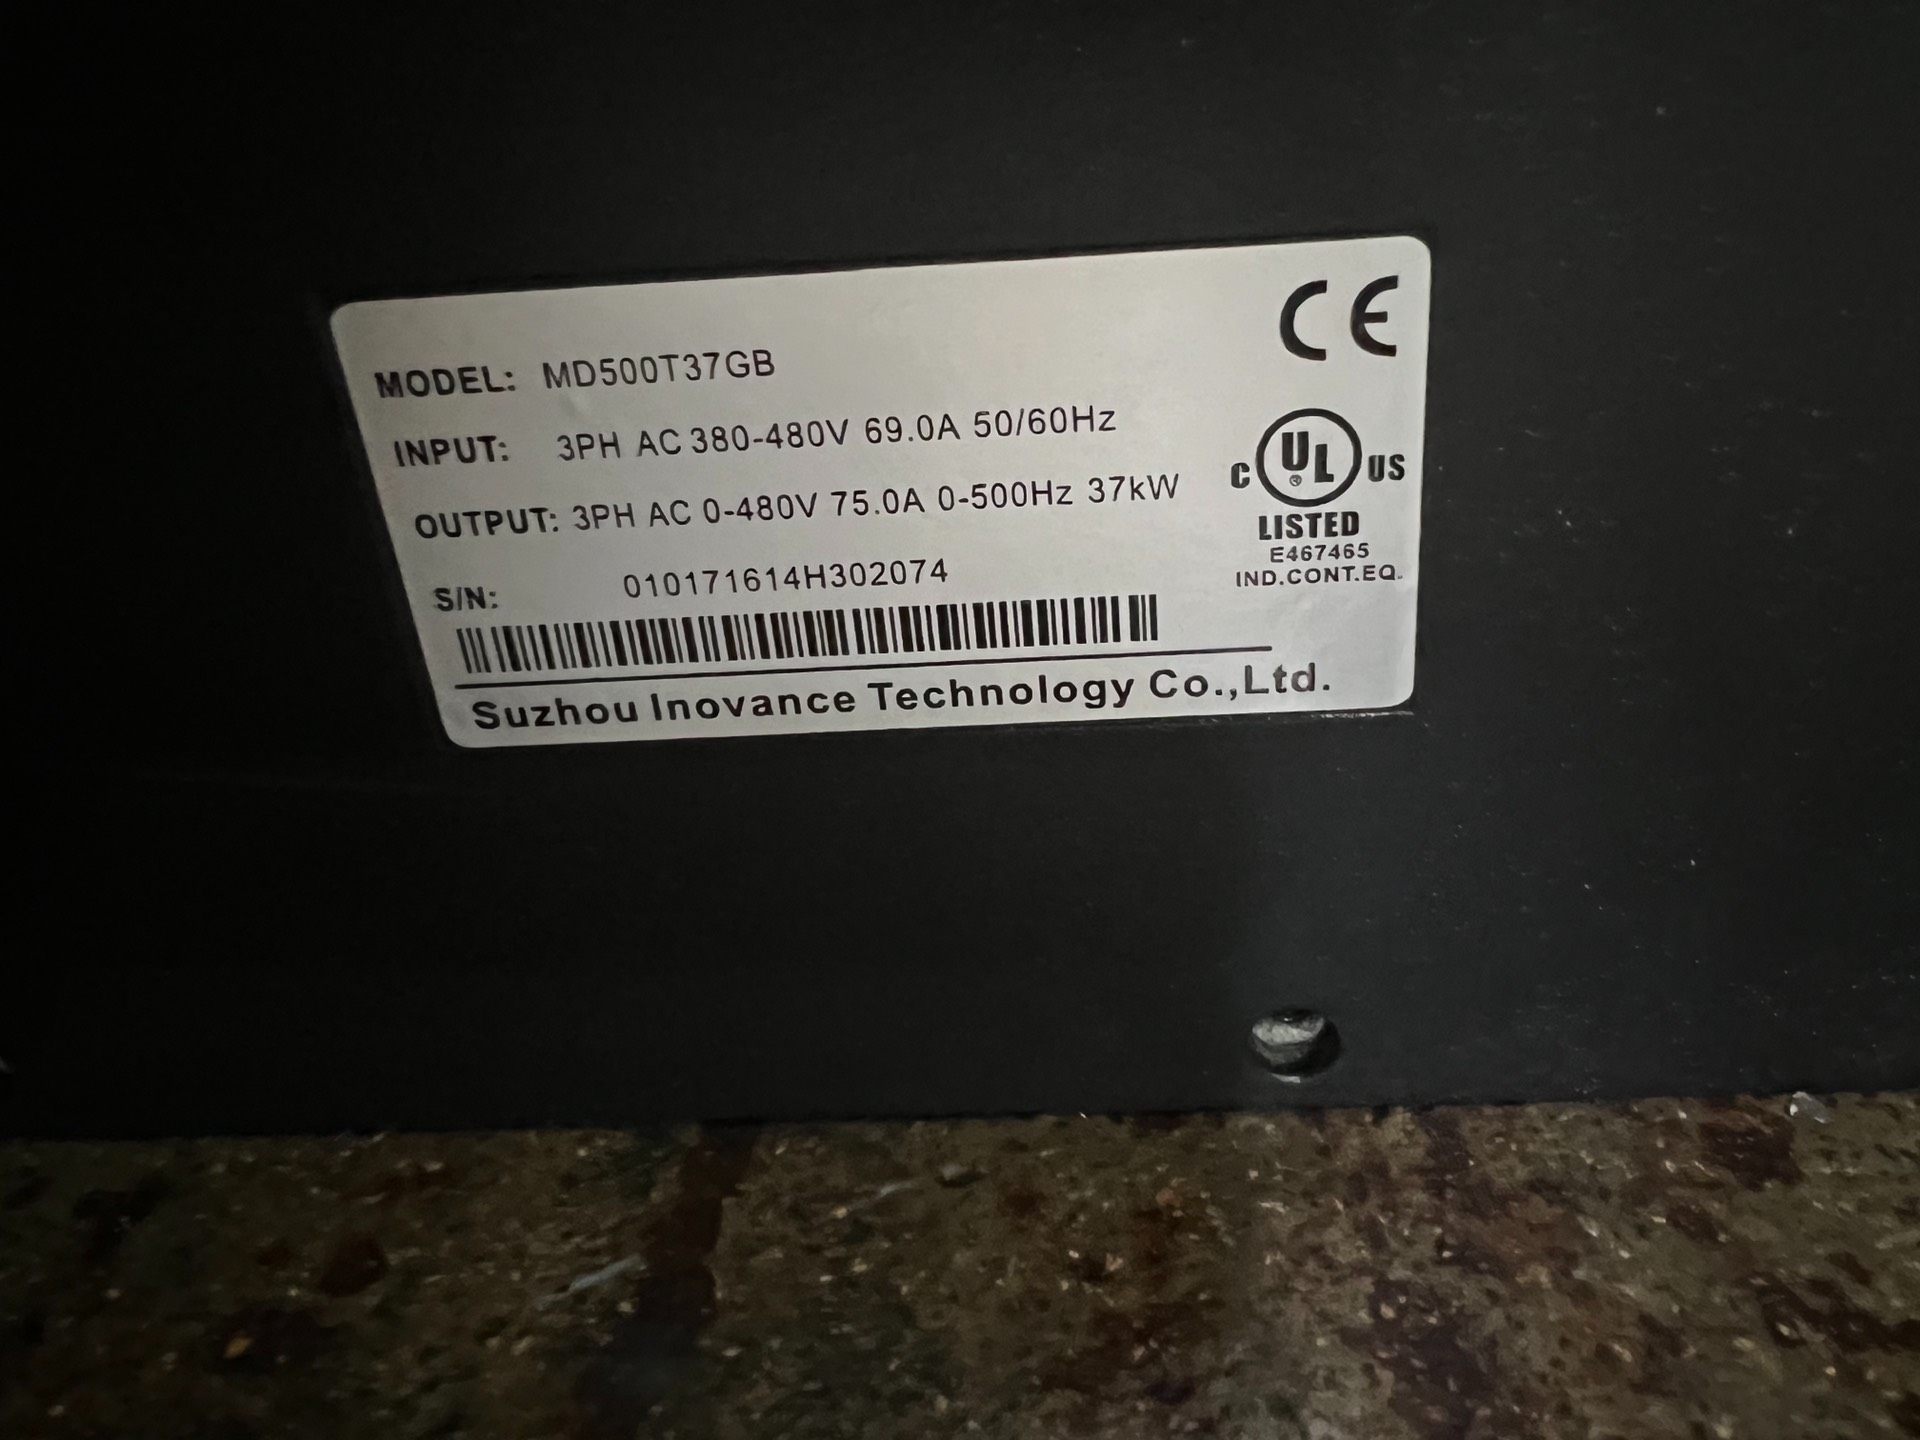 CE
MODEL: MD500T37GB
INPUT: 3PH AC 380-480V 69.0A 50/60Hz
OUTPUT: 3PH AC 0-480V 75.0A 0-500Hz 37kW
S/N: 010171614H302074
C UL ® US
LISTED
E467465
IND.CONT.EQ.
Suzhou Inovance Technology Co.,Ltd.